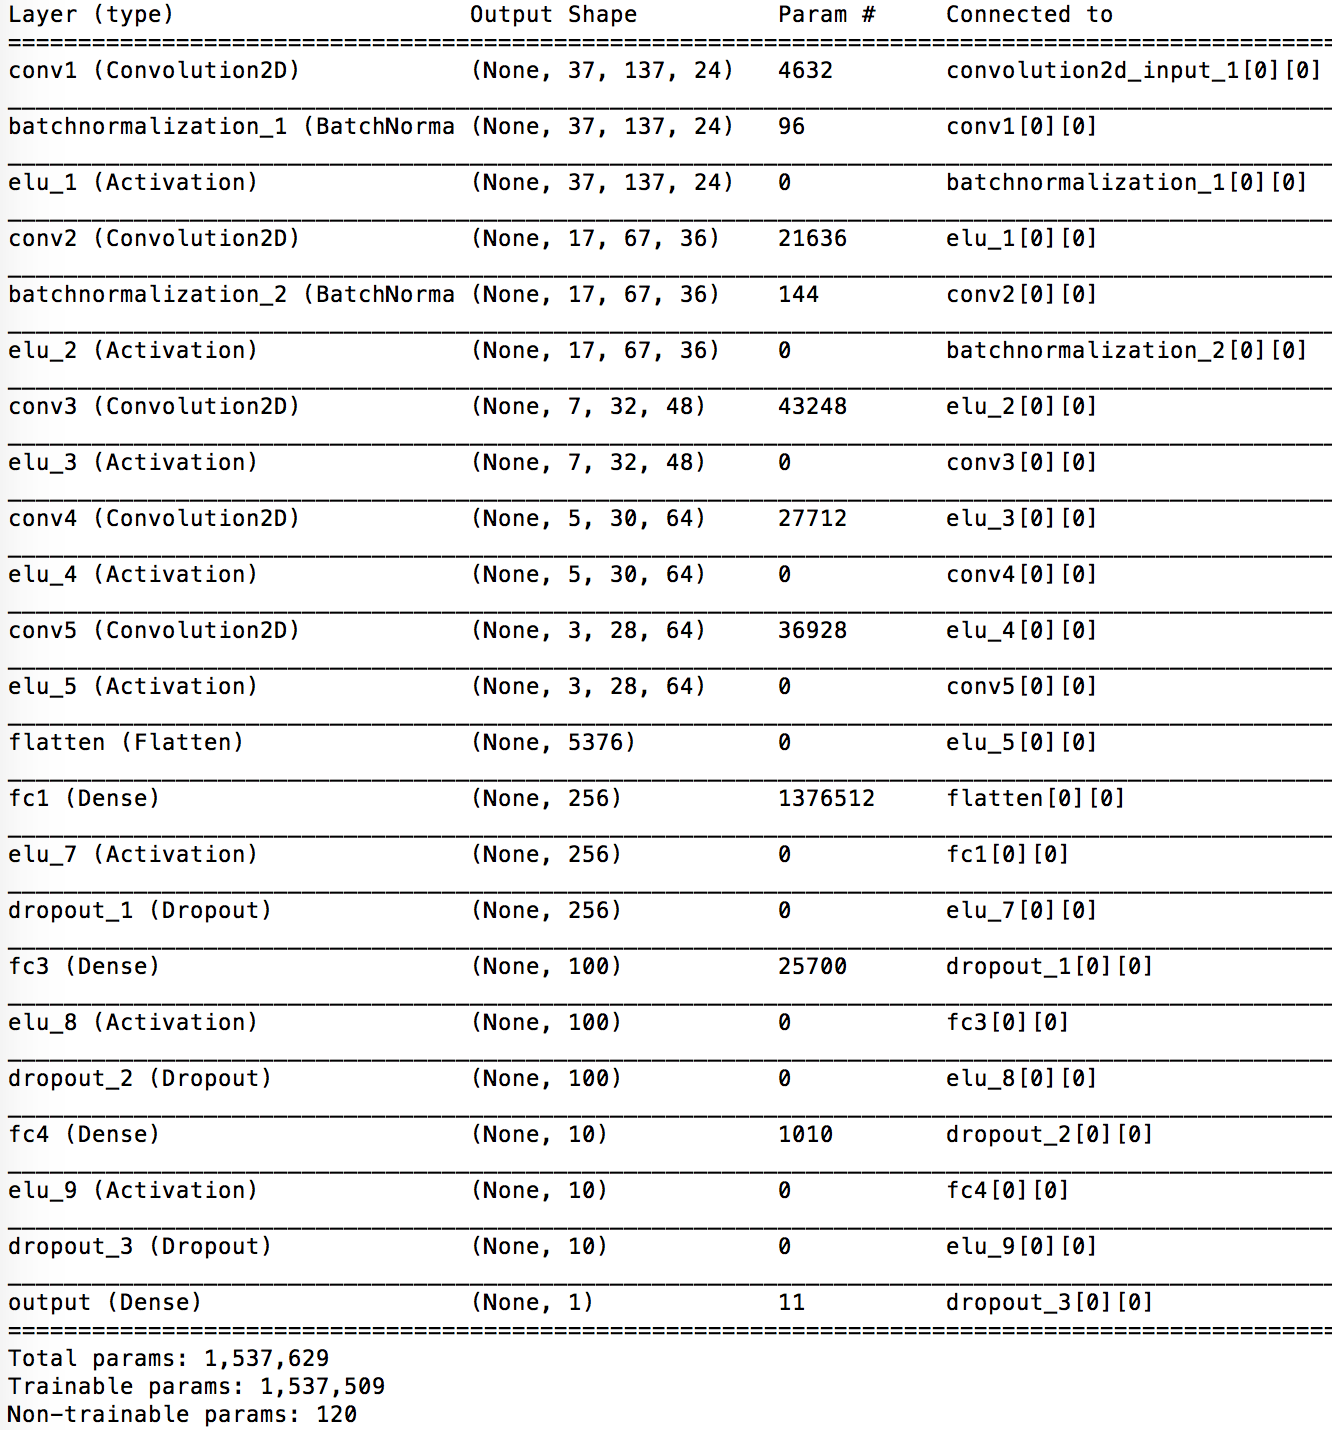 Layer (type) Output Shape Param # Connected to
====================================================================================================
conv1 (Convolution2D) (None, 37, 137, 24) 4632 convolution2d_input_1[0][0]
batchnormalization_1 (BatchNorma (None, 37, 137, 24) 96 conv1[0][0]
elu_1 (Activation) (None, 37, 137, 24) 0 batchnormalization_1[0][0]
conv2 (Convolution2D) (None, 17, 67, 36) 21636 elu_1[0][0]
batchnormalization_2 (BatchNorma (None, 17, 67, 36) 144 conv2[0][0]
elu_2 (Activation) (None, 17, 67, 36) 0 batchnormalization_2[0][0]
conv3 (Convolution2D) (None, 7, 32, 48) 43248 elu_2[0][0]
elu_3 (Activation) (None, 7, 32, 48) 0 conv3[0][0]
conv4 (Convolution2D) (None, 5, 30, 64) 27712 elu_3[0][0]
elu_4 (Activation) (None, 5, 30, 64) 0 conv4[0][0]
conv5 (Convolution2D) (None, 3, 28, 64) 36928 elu_4[0][0]
elu_5 (Activation) (None, 3, 28, 64) 0 conv5[0][0]
flatten (Flatten) (None, 5376) 0 elu_5[0][0]
fc1 (Dense) (None, 256) 1376512 flatten[0][0]
elu_7 (Activation) (None, 256) 0 fc1[0][0]
dropout_1 (Dropout) (None, 256) 0 elu_7[0][0]
fc3 (Dense) (None, 100) 25700 dropout_1[0][0]
elu_8 (Activation) (None, 100) 0 fc3[0][0]
dropout_2 (Dropout) (None, 100) 0 elu_8[0][0]
fc4 (Dense) (None, 10) 1010 dropout_2[0][0]
elu_9 (Activation) (None, 10) 0 fc4[0][0]
dropout_3 (Dropout) (None, 10) 0 elu_9[0][0]
output (Dense) (None, 1) 11 dropout_3[0][0]
====================================================================================================
Total params: 1,537,629
Trainable params: 1,537,509
Non-trainable params: 120